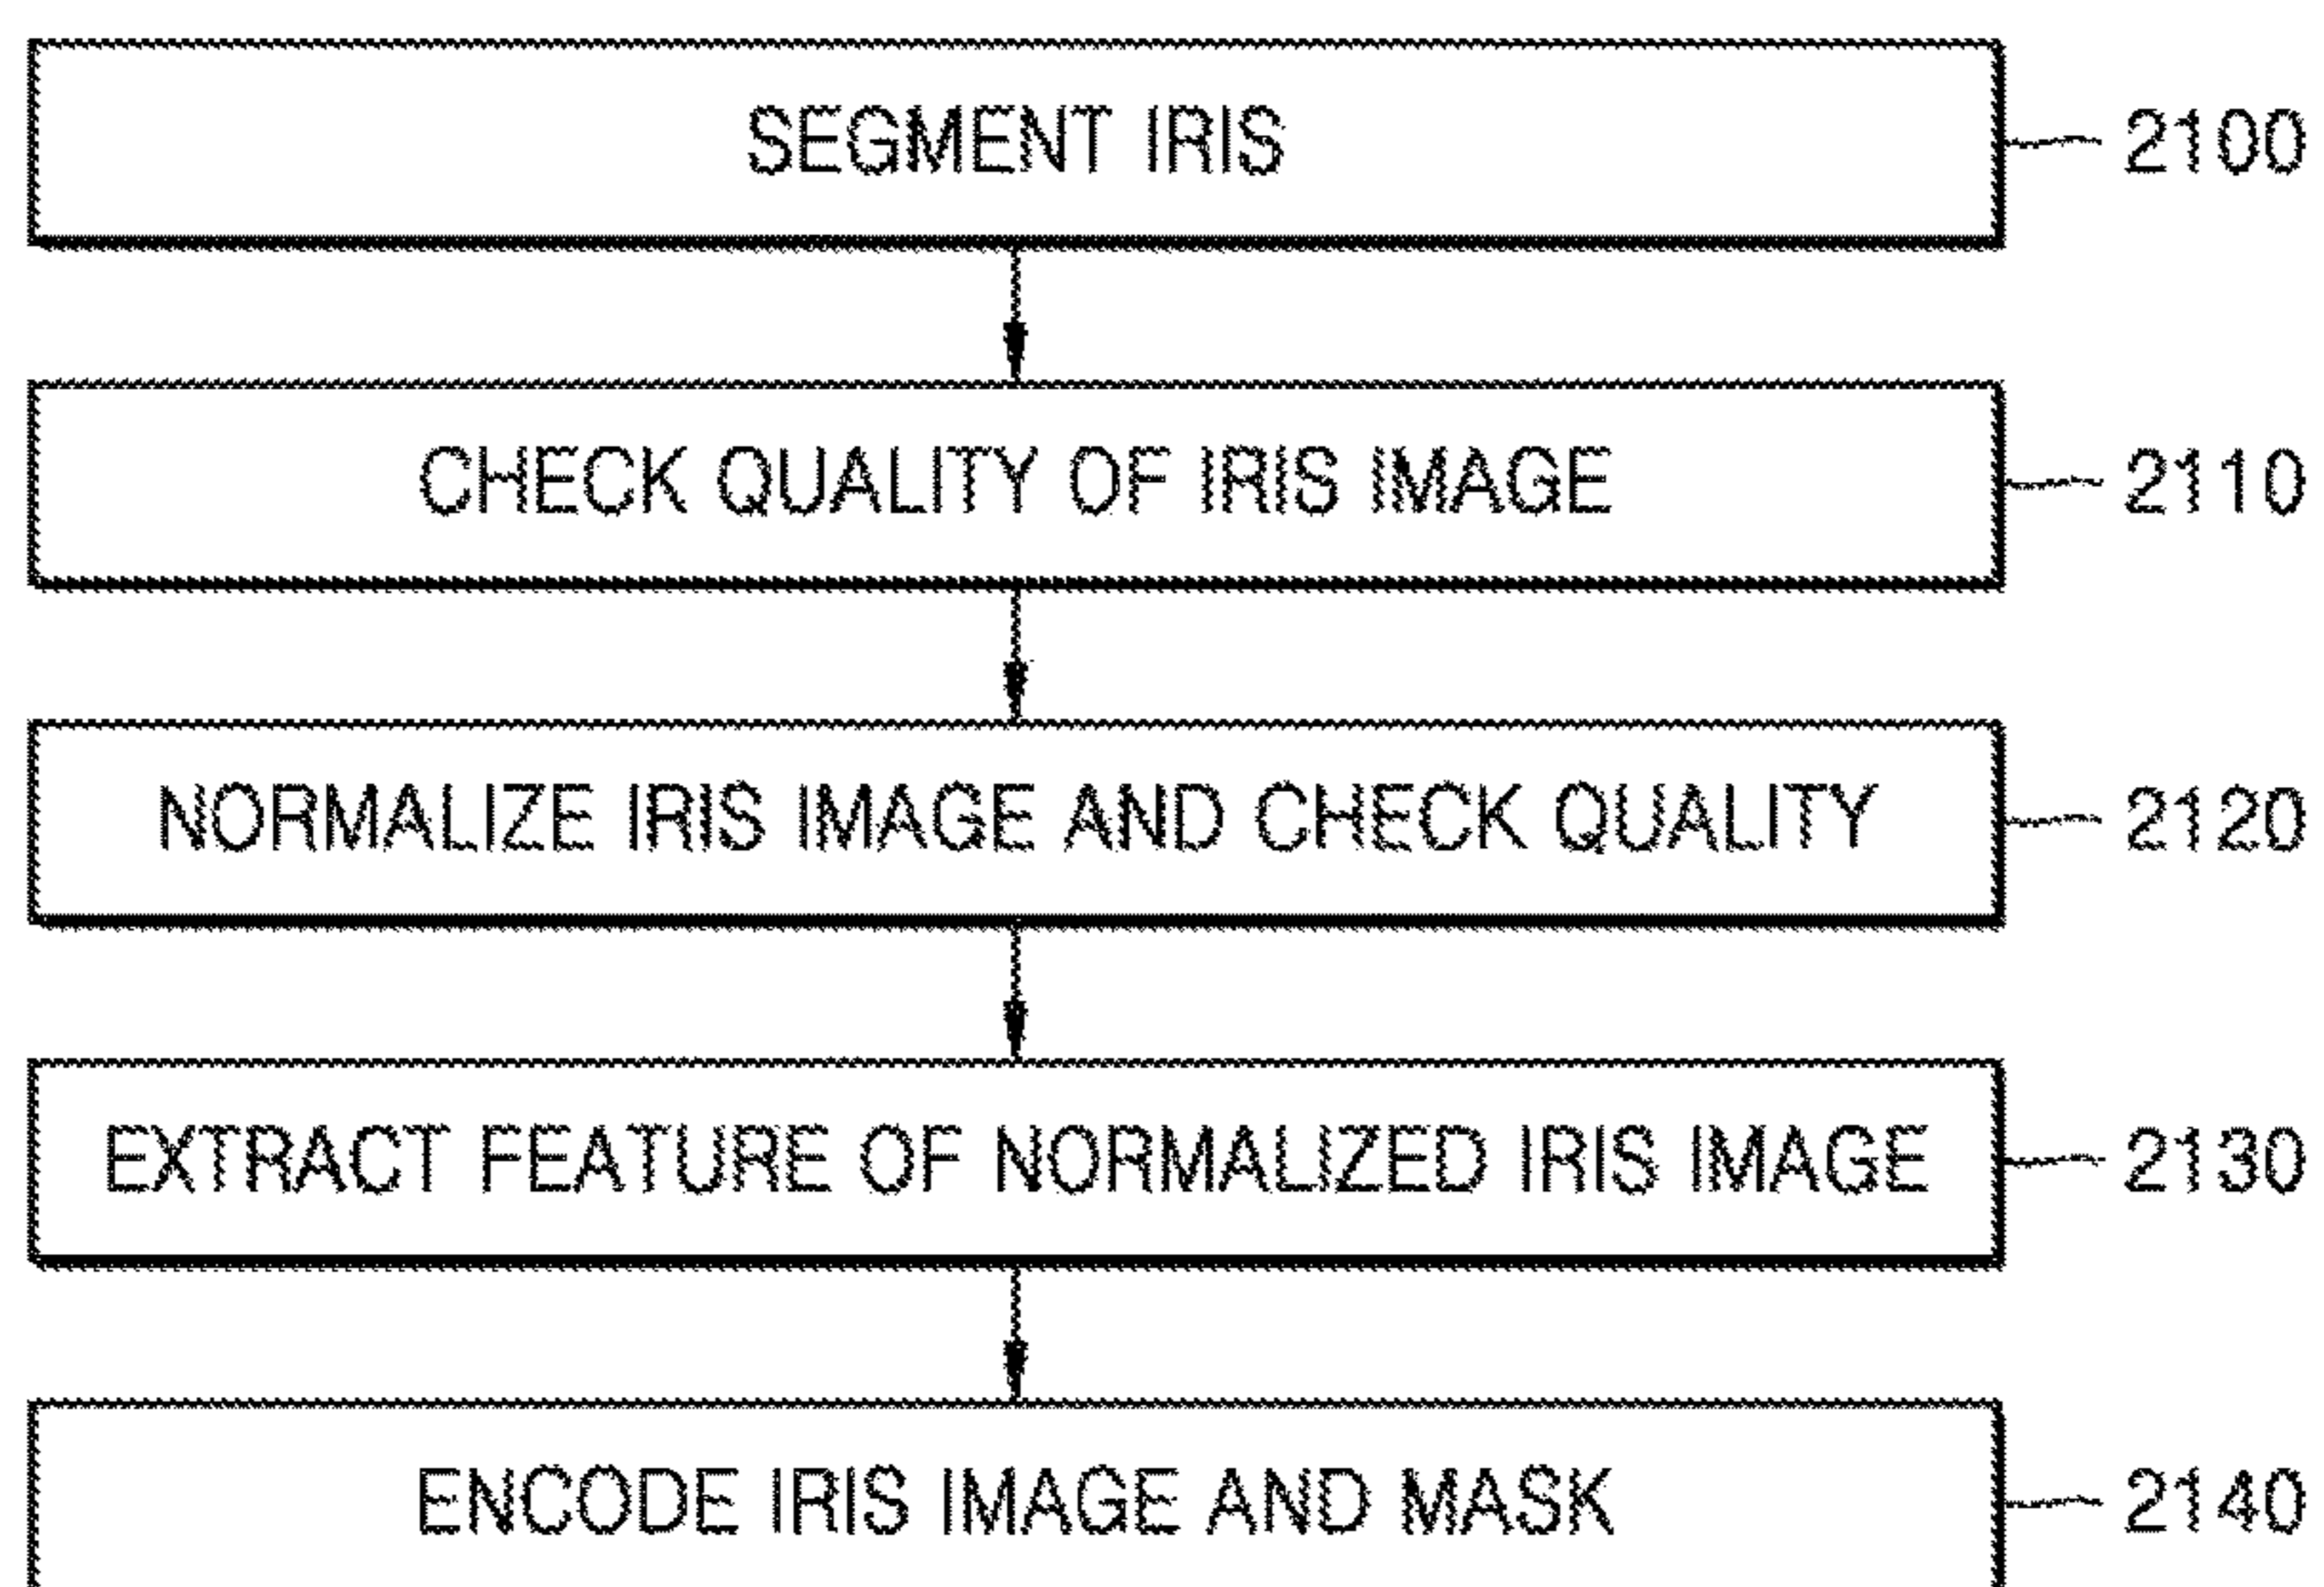 SEGMENT IRIS 2100
CHECK QUALITY OF IRIS IMAGE 2110
NORMALIZE IRIS IMAGE AND CHECK QUALITY 2120
EXTRACT FEATURE OF NORMALIZED IRIS IMAGE 2130
ENCODE IRIS IMAGE AND MASK 2140